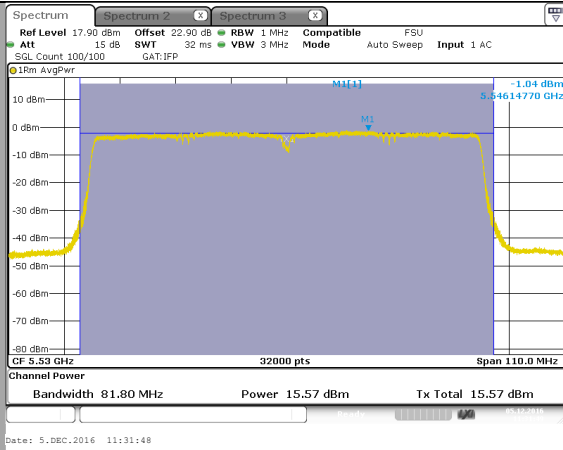 Spectrum
Spectrum 2 X
Spectrum 3 X
Ref Level 17.90 dBm Offset 22.90 dB RBW 1 MHz Compatible FSU
Att 15 dB SWT 32 ms VBW 3 MHz Mode Auto Sweep Input 1 AC
SGL Count 100/100 GAT:IFP
1Rm AvgPwr
M1[1] -1.04 dBm
5.54614770 GHz
10 dBm
M1
0 dBm
-10 dBm
-20 dBm
-30 dBm
-40 dBm
-50 dBm
-60 dBm
-70 dBm
-80 dBm
CF 5.53 GHz 32000 pts Span 110.0 MHz
Channel Power
Bandwidth 81.80 MHz Power 15.57 dBm Tx Total 15.57 dBm
Ready 05.12.2016
Date: 5.DEC.2016 11:31:48